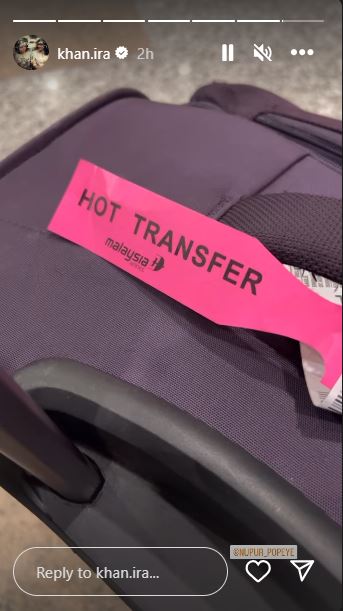 khan.ira 2h
HOT TRANSFER
malaysia
@NUPUR_POPEYE
Reply to khan.ira...